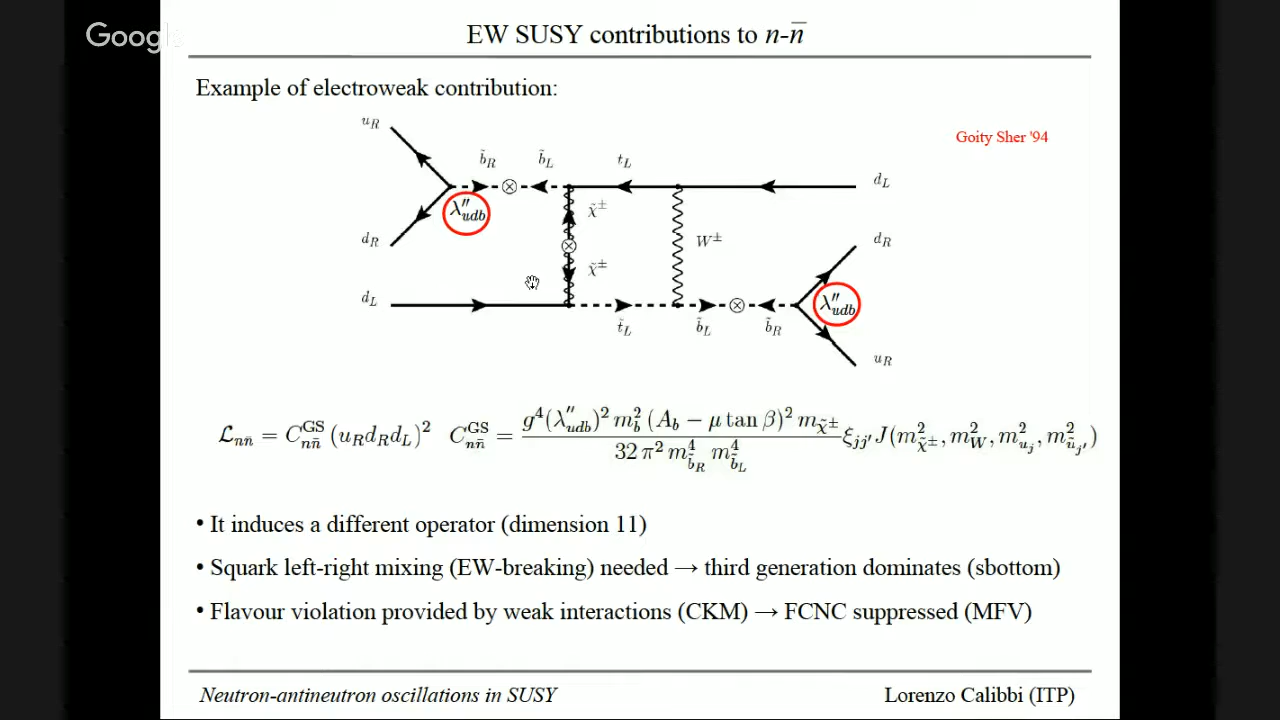 Google
EW SUSY contributions to n-n̅
Example of electroweak contribution:
Goity Sher '94
u_R
b̃_R b̃_L t_L d_L
λ''_udb
χ̃^±
d_R W^± d_R
χ̃^±
d_L λ''_udb
t̃_L b̃_L b̃_R
u_R
ℒ_nn̄ = C^GS_nn̄ (u_R d_R d_L)^2 C^GS_nn̄ = g^4(λ''_udb)^2 m_b^2 (A_b − μ tan β)^2 m_χ̃± / 32 π^2 m^4_b̃R m^4_b̃L ξ_jj' J(m^2_χ̃±, m^2_W, m^2_uj, m^2_ũj')
• It induces a different operator (dimension 11)
• Squark left-right mixing (EW-breaking) needed → third generation dominates (sbottom)
• Flavour violation provided by weak interactions (CKM) → FCNC suppressed (MFV)
Neutron-antineutron oscillations in SUSY Lorenzo Calibbi (ITP)